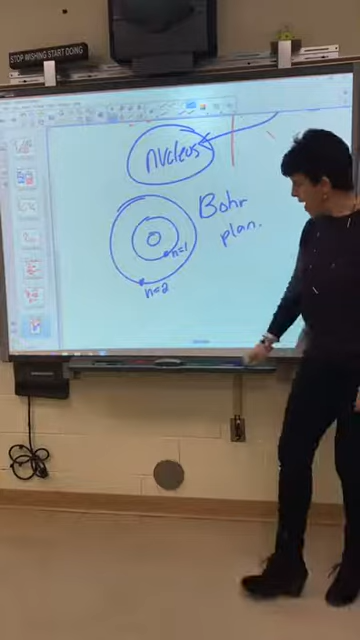 STOP WISHING START DOING
nucleus
Bohr
plan.
n=1
n=2